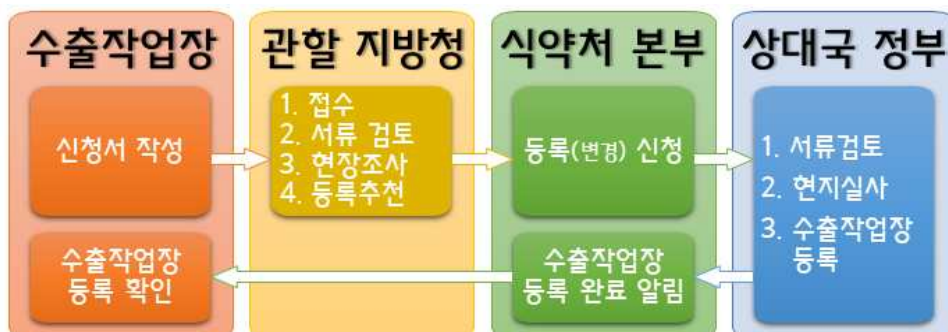 수출작업장
신청서 작성
수출작업장
등록 확인
관할 지방청
1. 접수
2. 서류 검토
3. 현장조사
4. 등록추천
식약처 본부
등록(변경) 신청
수출작업장
등록 완료 알림
상대국 정부
1. 서류검토
2. 현지실사
3. 수출작업장
등록